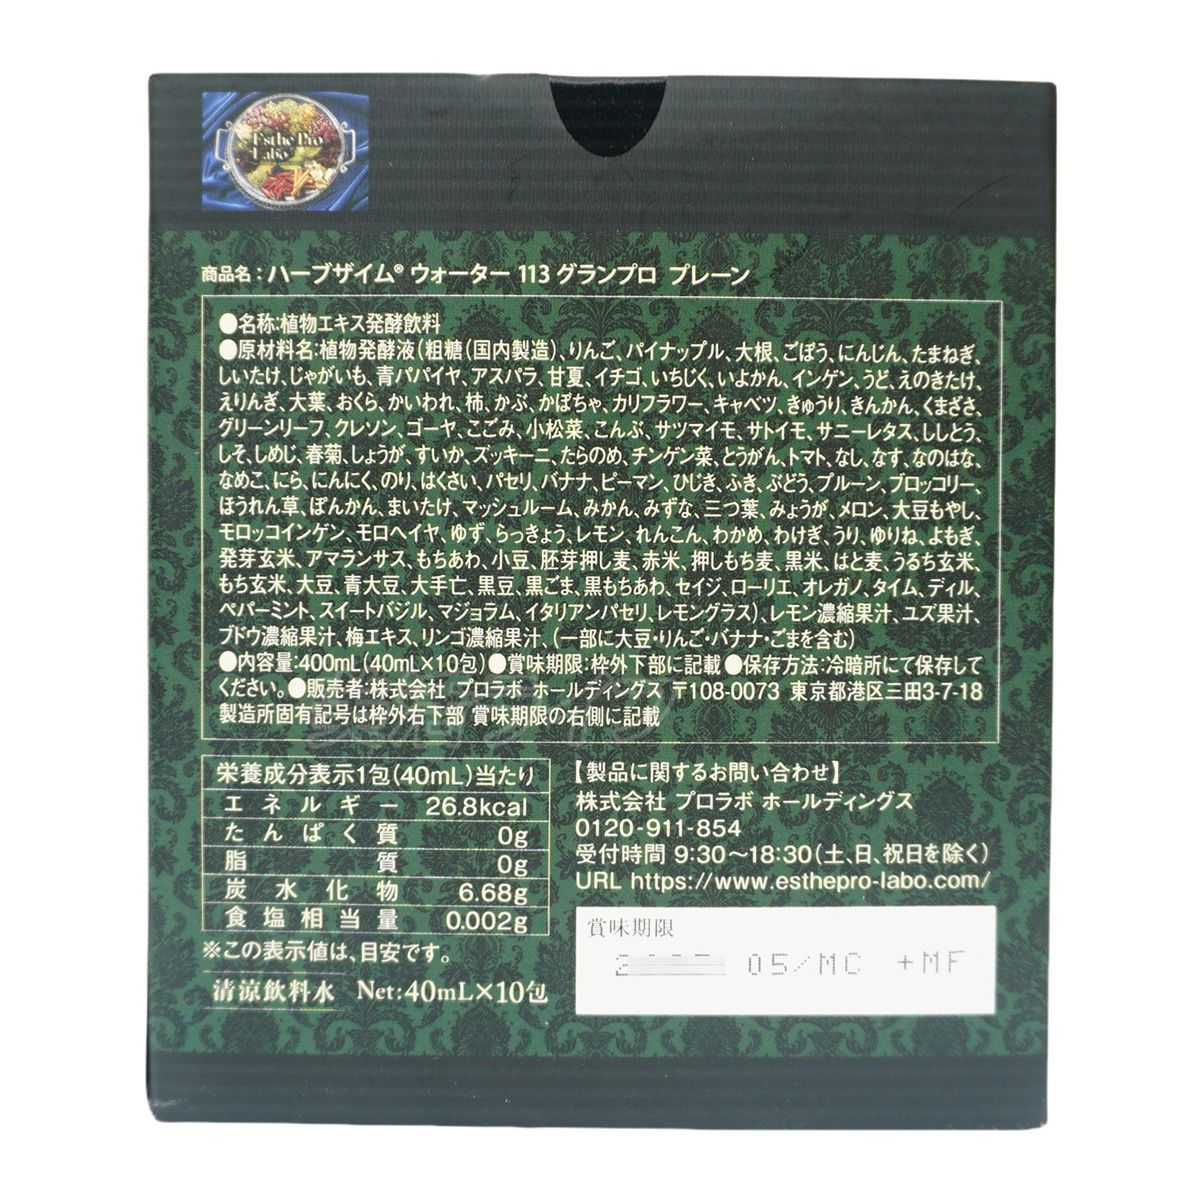 Esthe Pro
Labo
商品名：ハーブザイム® ウォーター 113 グランプロ プレーン
●名称:植物エキス発酵飲料
●原材料名:植物発酵液(粗糖(国内製造)、りんご、パイナップル、大根、ごぼう、にんじん、たまねぎ、
しいたけ、じゃがいも、青パパイヤ、アスパラ、甘夏、イチゴ、いちじく、いよかん、インゲン、うど、えのきたけ、
えりんぎ、大葉、おくら、かいわれ、柿、かぶ、かぼちゃ、カリフラワー、キャベツ、きゅうり、きんかん、くまざさ、
グリーンリーフ、クレソン、ゴーヤ、こごみ、小松菜、こんぶ、サツマイモ、サトイモ、サニーレタス、ししとう、
しそ、しめじ、春菊、しょうが、すいか、ズッキーニ、たらのめ、チンゲン菜、とうがん、トマト、なし、なす、なのはな、
なめこ、にら、にんにく、のり、はくさい、パセリ、バナナ、ピーマン、ひじき、ふき、ぶどう、プルーン、ブロッコリー、
ほうれん草、ぽんかん、まいたけ、マッシュルーム、みかん、みずな、三つ葉、みょうが、メロン、大豆もやし、
モロッコインゲン、モロヘイヤ、ゆず、らっきょう、レモン、れんこん、わかめ、わけぎ、うり、ゆりね、よもぎ、
発芽玄米、アマランサス、もちあわ、小豆、胚芽押し麦、赤米、押しもち麦、黒米、はと麦、うるち玄米、
もち玄米、大豆、青大豆、大手亡、黒豆、黒ごま、黒もちあわ、セイジ、ローリエ、オレガノ、タイム、ディル、
ペパーミント、スイートバジル、マジョラム、イタリアンパセリ、レモングラス)、レモン濃縮果汁、ユズ果汁、
ブドウ濃縮果汁、梅エキス、リンゴ濃縮果汁、(一部に大豆・りんご・バナナ・ごまを含む)
●内容量:400mL(40mL×10包)●賞味期限:枠外下部に記載●保存方法:冷暗所にて保存して
ください。●販売者:株式会社 プロラボ ホールディングス 〒108-0073 東京都港区三田3-7-18
製造所固有記号は枠外右下部 賞味期限の右側に記載
栄養成分表示1包(40mL)当たり
エネルギー 26.8kcal
たんぱく質 0g
脂質 0g
炭水化物 6.68g
食塩相当量 0.002g
※この表示値は、目安です。
清涼飲料水 Net:40mL×10包
【製品に関するお問い合わせ】
株式会社 プロラボ ホールディングス
0120-911-854
受付時間 9:30〜18:30(土、日、祝日を除く)
URL https://www.esthepro-labo.com/
賞味期限
05/MC +MF